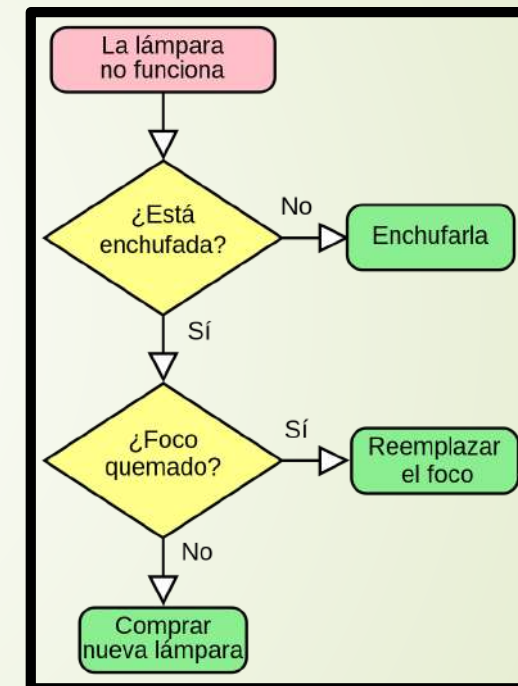 La lámpara
no funciona
¿Está
enchufada?
No
Enchufarla
Sí
¿Foco
quemado?
Sí
Reemplazar
el foco
No
Comprar
nueva lámpara